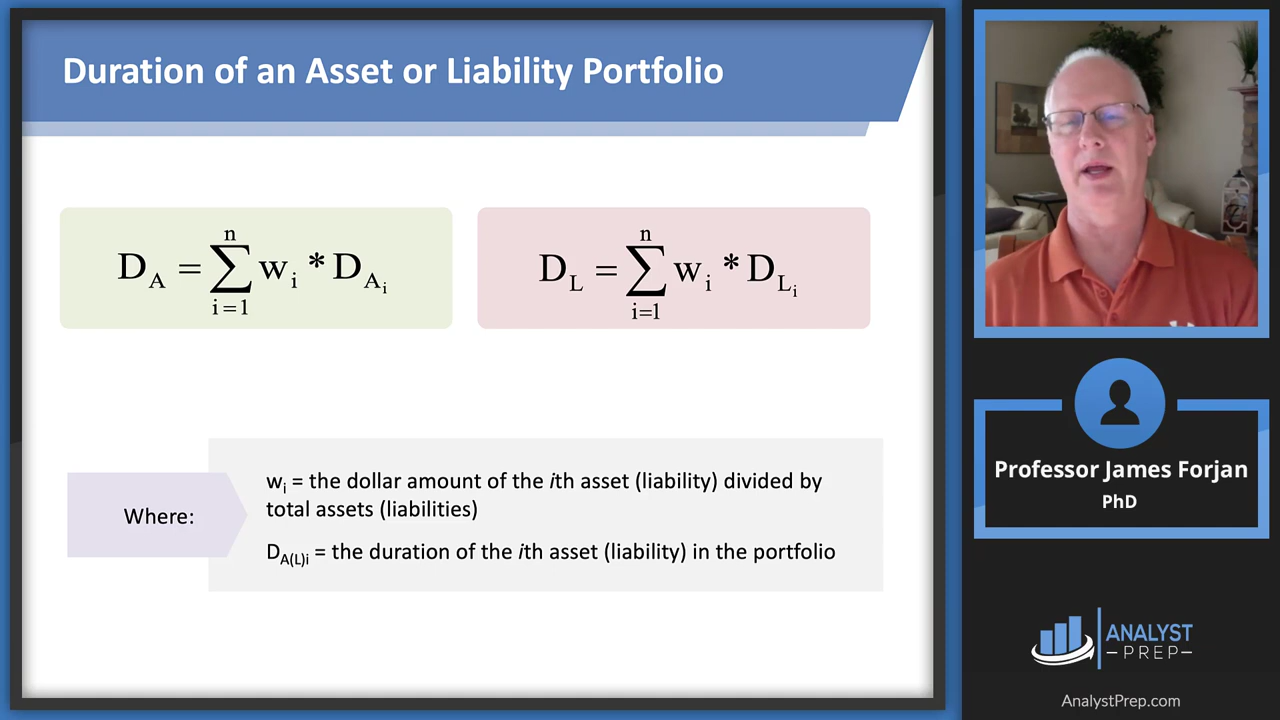 Duration of an Asset or Liability Portfolio
n
D_A = ∑ w_i * D_{A_i}
i = 1
n
D_L = ∑ w_i * D_{L_i}
i=1
Where:
w_i = the dollar amount of the ith asset (liability) divided by
total assets (liabilities)
D_{A(L)i} = the duration of the ith asset (liability) in the portfolio
Professor James Forjan
PhD
ANALYST
—PREP—
AnalystPrep.com